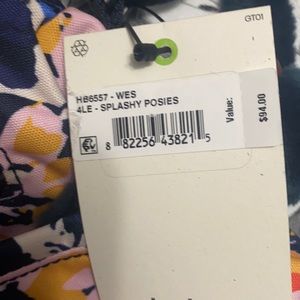 GT01
HB6557 - WES
4LE - SPLASHY POSIES
8 82256 43821 5
Value:
$94.00